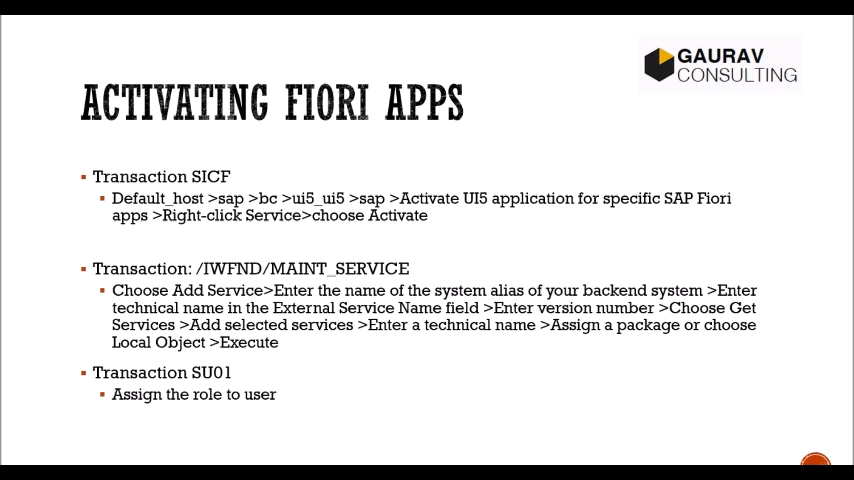 GAURAV
CONSULTING
ACTIVATING FIORI APPS
▪ Transaction SICF
▪ Default_host >sap >bc >ui5_ui5 >sap >Activate UI5 application for specific SAP Fiori
apps >Right-click Service>choose Activate
▪ Transaction: /IWFND/MAINT_SERVICE
▪ Choose Add Service>Enter the name of the system alias of your backend system >Enter
technical name in the External Service Name field >Enter version number >Choose Get
Services >Add selected services >Enter a technical name >Assign a package or choose
Local Object >Execute
▪ Transaction SU01
▪ Assign the role to user